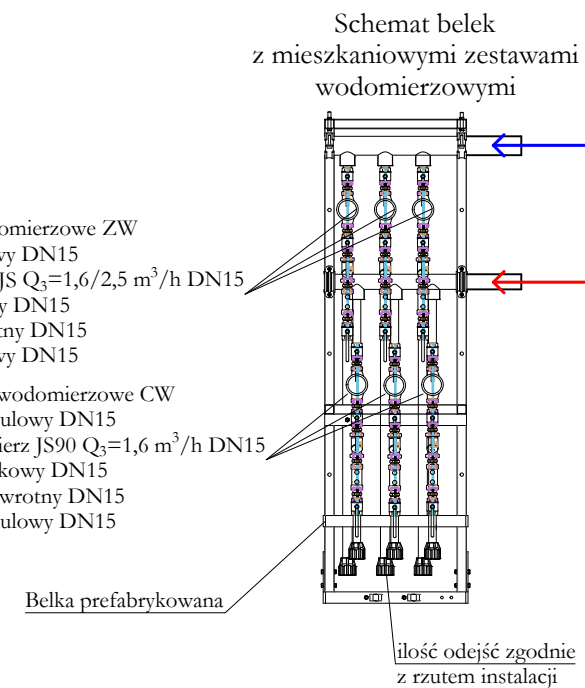 Schemat belek
z mieszkaniowymi zestawami
wodomierzowymi
omierzowe ZW
wy DN15
JS Q₃=1,6/2,5 m³/h DN15
y DN15
tny DN15
wy DN15
wodomierzowe CW
ulowy DN15
ierz JS90 Q₃=1,6 m³/h DN15
kowy DN15
wrotny DN15
ulowy DN15
Belka prefabrykowana
ilość odejść zgodnie
z rzutem instalacji